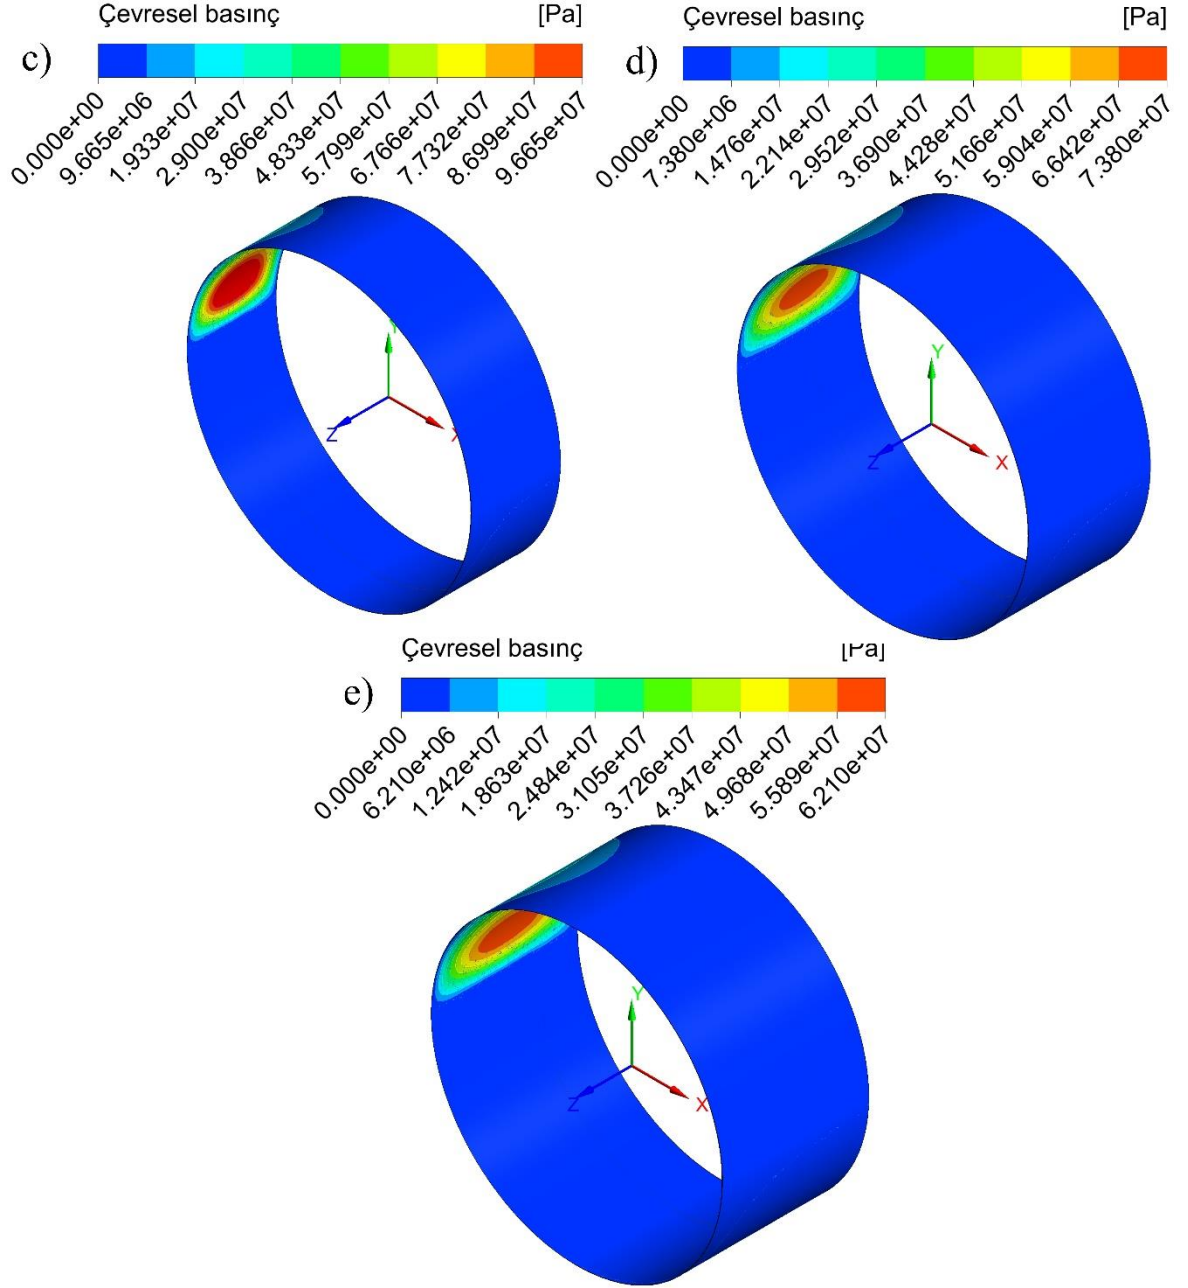 Çevresel basınç [Pa]
c)
0.000e+00 9.665e+06 1.933e+07 2.900e+07 3.866e+07 4.833e+07 5.799e+07 6.766e+07 7.732e+07 8.699e+07 9.665e+07
Y
Z
X
Çevresel basınç [Pa]
d)
0.000e+00 7.380e+06 1.476e+07 2.214e+07 2.952e+07 3.690e+07 4.428e+07 5.166e+07 5.904e+07 6.642e+07 7.380e+07
Y
Z
X
Çevresel basınç [Pa]
e)
0.000e+00 6.210e+06 1.242e+07 1.863e+07 2.484e+07 3.105e+07 3.726e+07 4.347e+07 4.968e+07 5.589e+07 6.210e+07
Y
Z
X